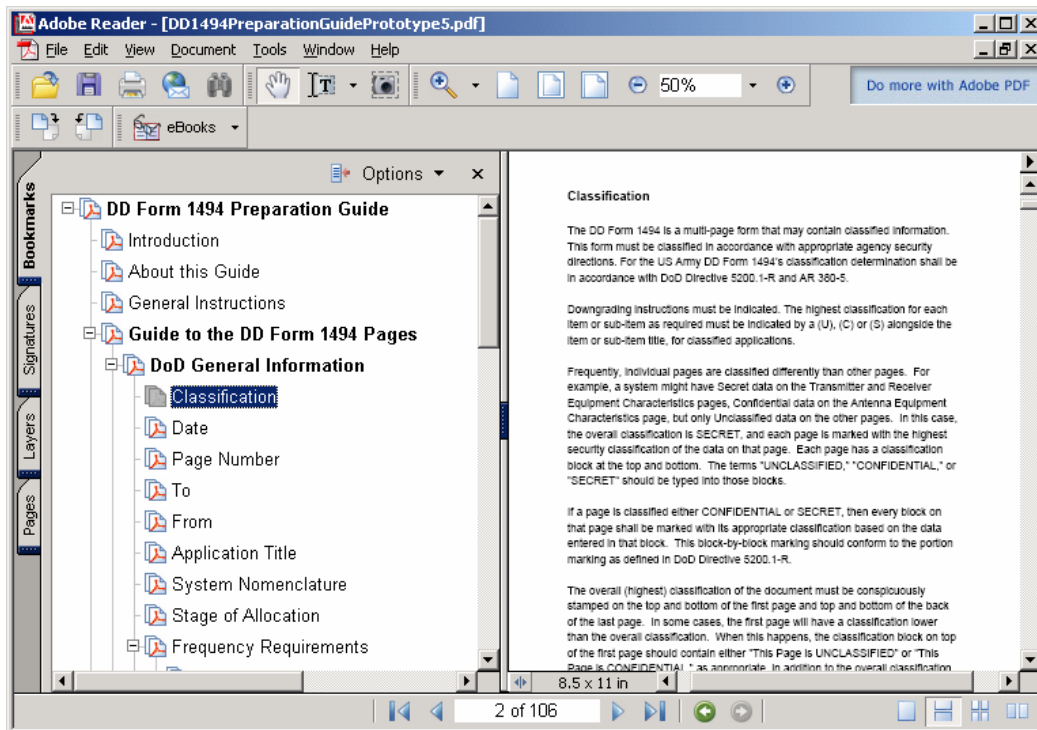 Adobe Reader - [DD1494PreparationGuidePrototype5.pdf]
File Edit View Document Tools Window Help
50%
Do more with Adobe PDF
eBooks
Options
Bookmarks
Signatures
Layers
Pages
DD Form 1494 Preparation Guide
Introduction
About this Guide
General Instructions
Guide to the DD Form 1494 Pages
DoD General Information
Classification
Date
Page Number
To
From
Application Title
System Nomenclature
Stage of Allocation
Frequency Requirements
Classification
The DD Form 1494 is a multi-page form that may contain classified information.
This form must be classified in accordance with appropriate agency security
directions. For the US Army DD Form 1494's classification determination shall be
in accordance with DoD Directive 5200.1-R and AR 380-5.
Downgrading instructions must be indicated. The highest classification for each
item or sub-item as required must be indicated by a (U), (C) or (S) alongside the
item or sub-item title, for classified applications.
Frequently, individual pages are classified differently than other pages. For
example, a system might have Secret data on the Transmitter and Receiver
Equipment Characteristics pages, Confidential data on the Antenna Equipment
Characteristics page, but only Unclassified data on the other pages. In this case,
the overall classification is SECRET, and each page is marked with the highest
security classification of the data on that page. Each page has a classification
block at the top and bottom. The terms "UNCLASSIFIED," "CONFIDENTIAL," or
"SECRET" should be typed into those blocks.
If a page is classified either CONFIDENTIAL or SECRET, then every block on
that page shall be marked with its appropriate classification based on the data
entered in that block. This block-by-block marking should conform to the portion
marking as defined in DoD Directive 5200.1-R.
The overall (highest) classification of the document must be conspicuously
stamped on the top and bottom of the first page and top and bottom of the back
of the last page. In some cases, the first page will have a classification lower
than the overall classification. When this happens, the classification block on top
of the first page should contain either "This Page is UNCLASSIFIED" or "This
Page is CONFIDENTIAL," as appropriate, in addition to the overall classification
8.5 x 11 in
2 of 106